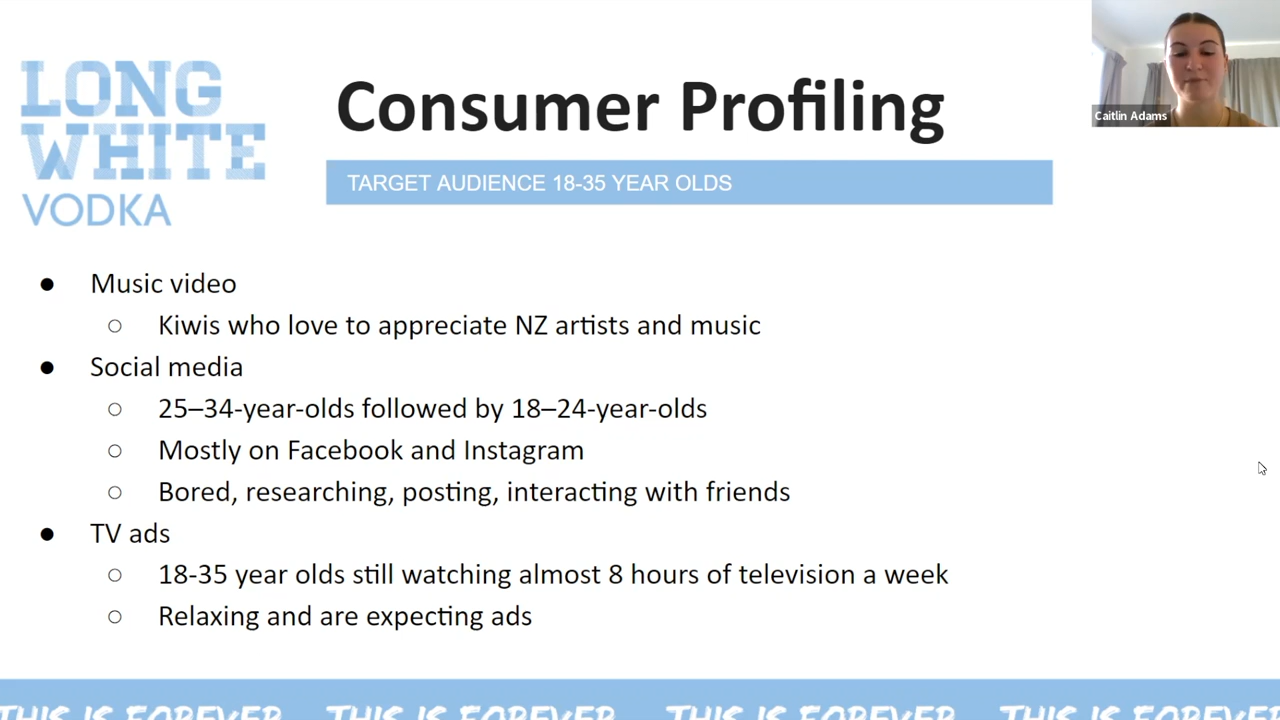 LONG
WHITE
VODKA
Consumer Profiling
TARGET AUDIENCE 18-35 YEAR OLDS
Caitlin Adams
● Music video
○ Kiwis who love to appreciate NZ artists and music
● Social media
○ 25–34-year-olds followed by 18–24-year-olds
○ Mostly on Facebook and Instagram
○ Bored, researching, posting, interacting with friends
● TV ads
○ 18-35 year olds still watching almost 8 hours of television a week
○ Relaxing and are expecting ads
THIS IS FOREVER THIS IS FOREVER THIS IS FOREVER THIS IS FOREVER